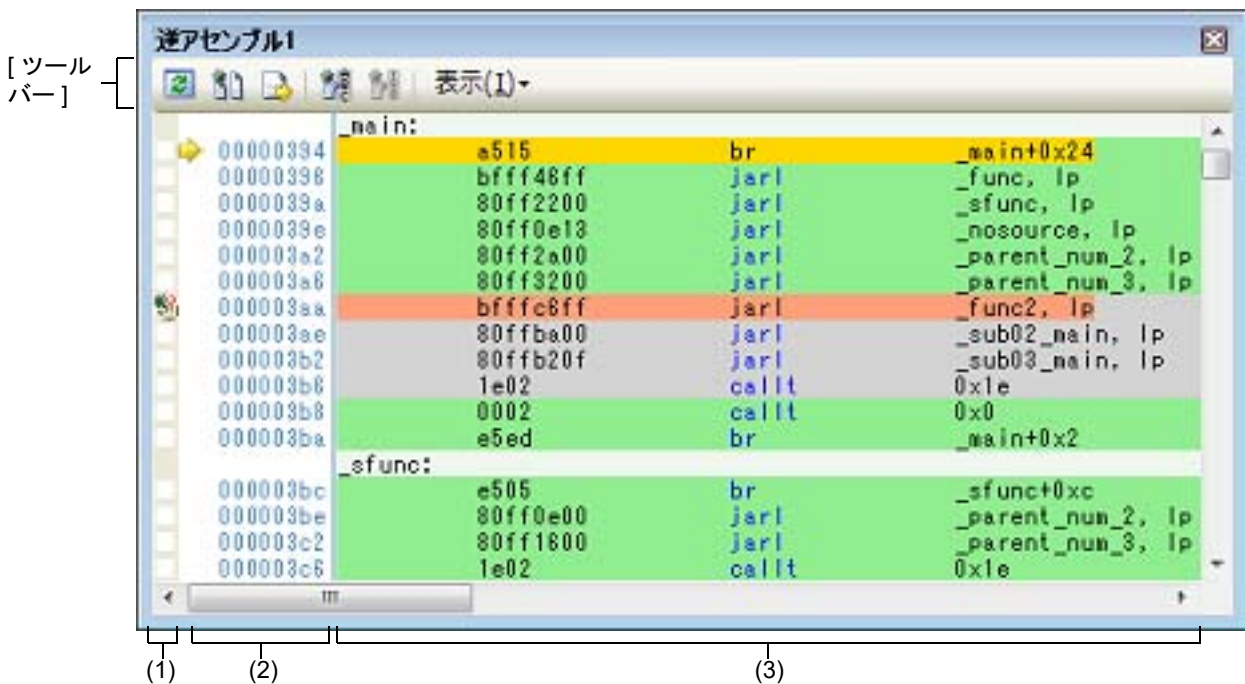 逆アセンブル1
[ ツール
バー ]
表示(I)
_main:
00000394 a515 br _main+0x24
00000396 bfff46ff jarl _func, lp
0000039a 80ff2200 jarl _sfunc, lp
0000039e 80ff0e13 jarl _nosource, lp
000003a2 80ff2a00 jarl _parent_num_2, lp
000003a6 80ff3200 jarl _parent_num_3, lp
000003aa bfffc6ff jarl _func2, lp
000003ae 80ffba00 jarl _sub02_main, lp
000003b2 80ffb20f jarl _sub03_main, lp
000003b6 1e02 callt 0x1e
000003b8 0002 callt 0x0
000003ba e5ed br _main+0x2
_sfunc:
000003bc e505 br _sfunc+0xc
000003be 80ff0e00 jarl _parent_num_2, lp
000003c2 80ff1600 jarl _parent_num_3, lp
000003c6 1e02 callt 0x1e
(1) (2) (3)